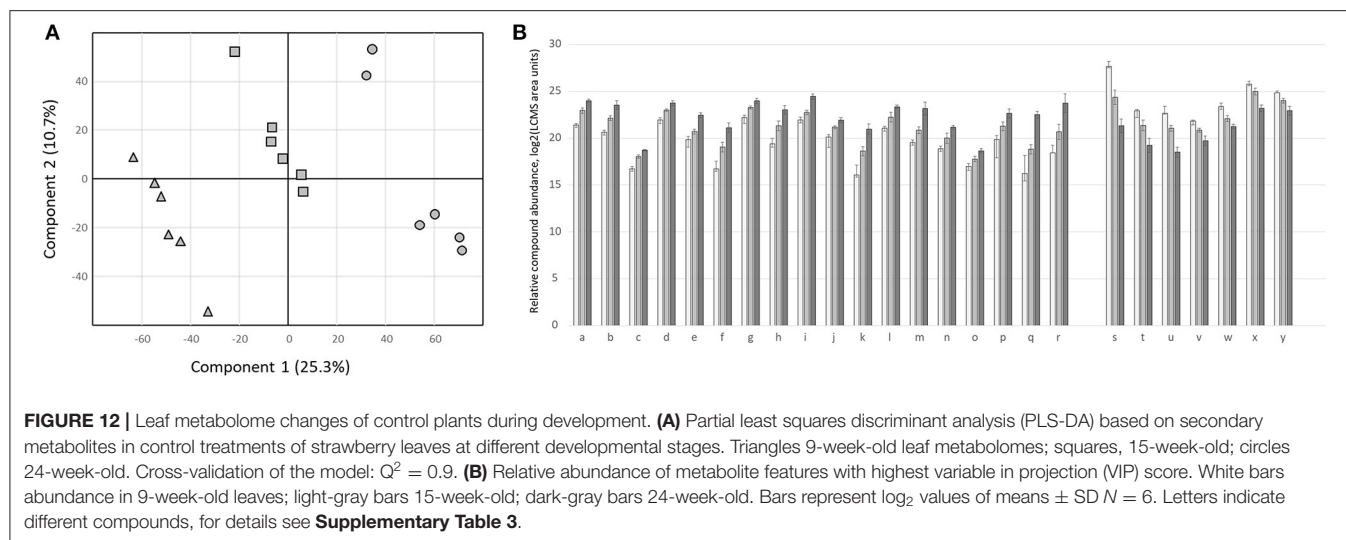 A
40
20
0
-20
-40
-60
-40
-20
0
20
40
60
Component 2 (10.7%)
Component 1 (25.3%)
B
30
25
20
15
10
5
0
Relative compound abundance, log2(LCMS area units)
a b c d e f g h i j k l m n o p q r s t u v w x y
FIGURE 12 | Leaf metabolome changes of control plants during development. (A) Partial least squares discriminant analysis (PLS-DA) based on secondary
metabolites in control treatments of strawberry leaves at different developmental stages. Triangles 9-week-old leaf metabolomes; squares, 15-week-old; circles
24-week-old. Cross-validation of the model: Q² = 0.9. (B) Relative abundance of metabolite features with highest variable in projection (VIP) score. White bars
abundance in 9-week-old leaves; light-gray bars 15-week-old; dark-gray bars 24-week-old. Bars represent log₂ values of means ± SD N = 6. Letters indicate
different compounds, for details see Supplementary Table 3.